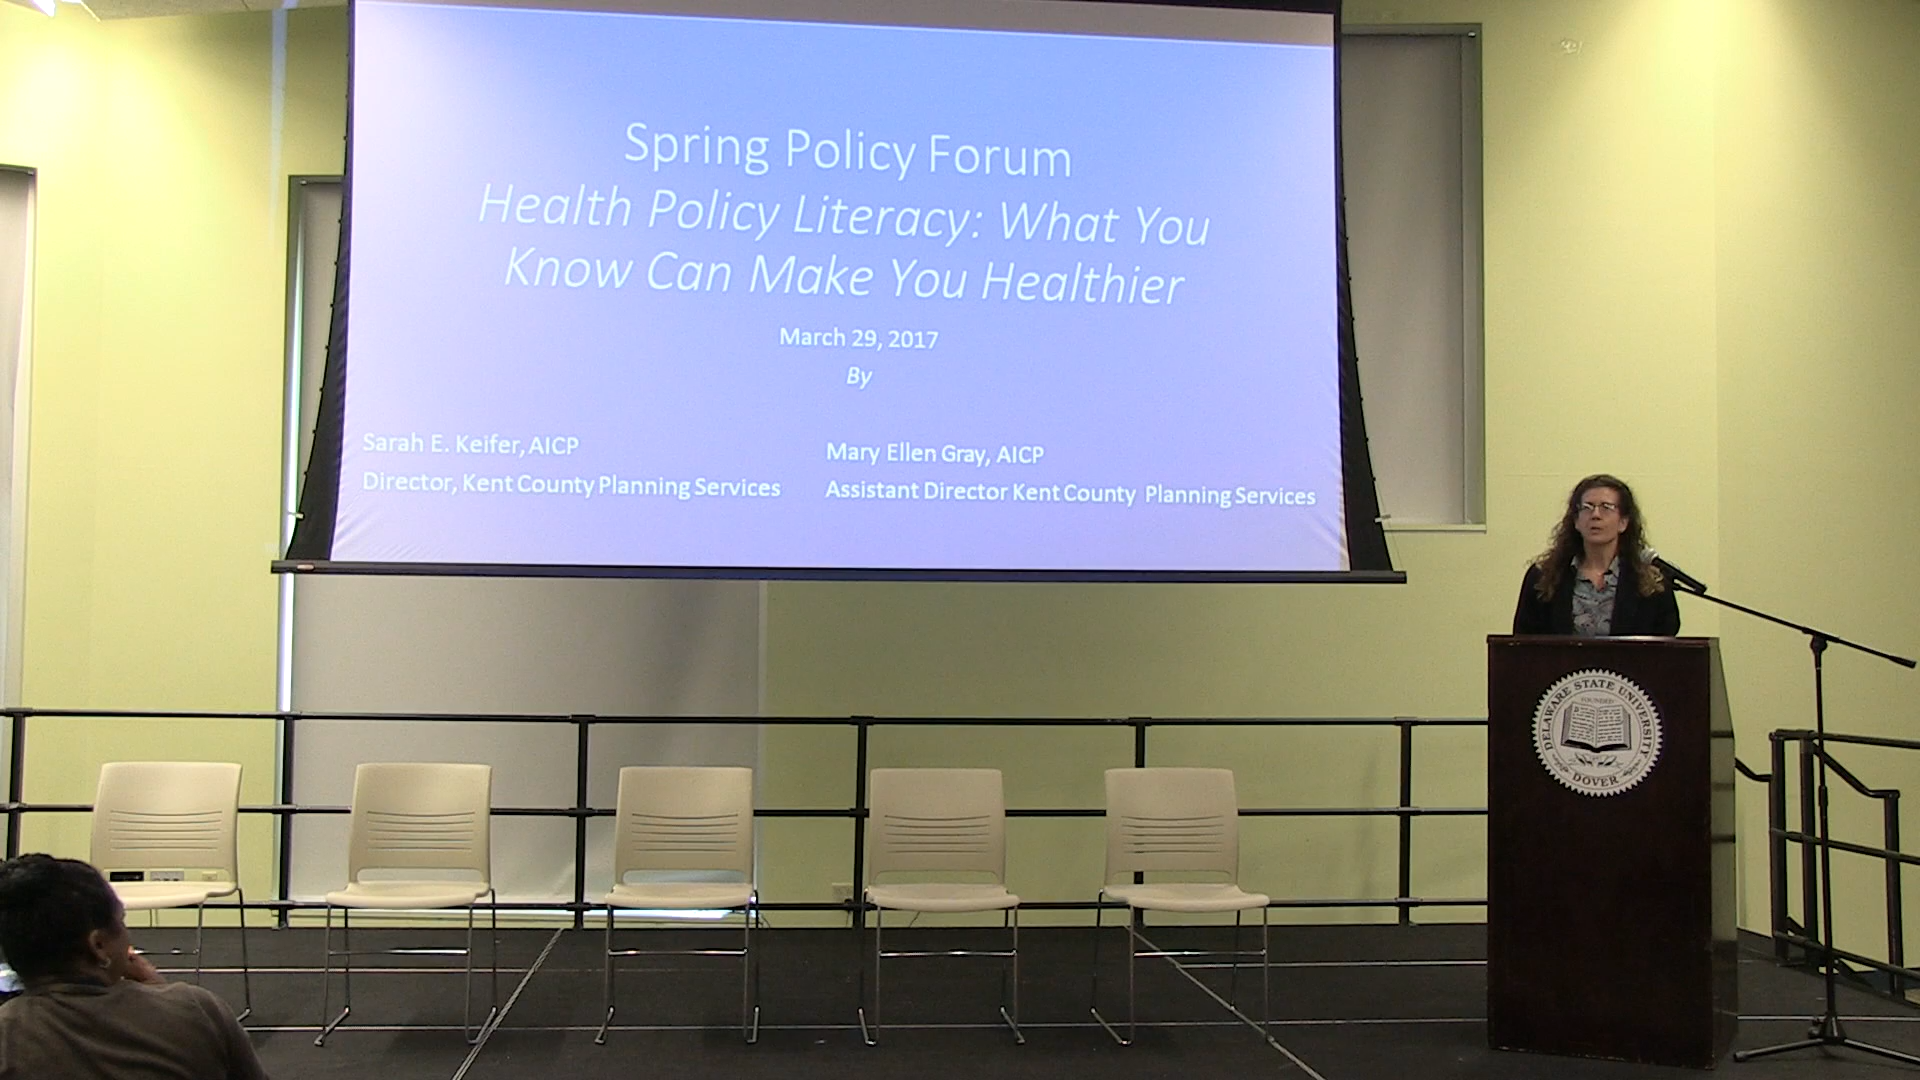 Spring Policy Forum
Health Policy Literacy: What You
Know Can Make You Healthier
March 29, 2017
By
Sarah E. Keifer, AICP
Director, Kent County Planning Services
Mary Ellen Gray, AICP
Assistant Director Kent County Planning Services
DELAWARE STATE UNIVERSITY
DOVER